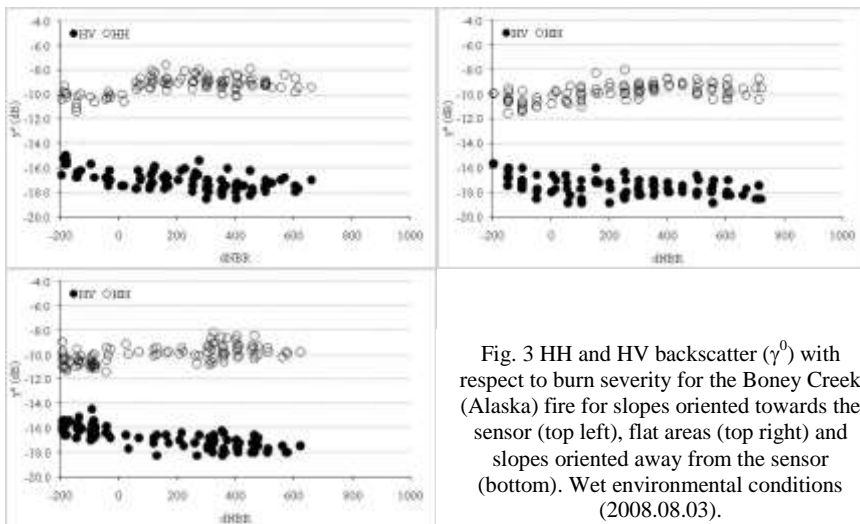 -4.0
-6.0
-8.0
-10.0
-12.0
-14.0
-16.0
-18.0
-20.0
γ° (dB)
●HV ○HH
-200 0 200 400 600 800 1000
dNBR
-4.0
-6.0
-8.0
-10.0
-12.0
-14.0
-16.0
-18.0
-20.0
γ° (dB)
●HV ○HH
-200 0 200 400 600 800 1000
dNBR
-4.0
-6.0
-8.0
-10.0
-12.0
-14.0
-16.0
-18.0
-20.0
γ° (dB)
●HV ○HH
-200 0 200 400 600 800 1000
dNBR
Fig. 3 HH and HV backscatter (γ⁰) with
respect to burn severity for the Boney Creek
(Alaska) fire for slopes oriented towards the
sensor (top left), flat areas (top right) and
slopes oriented away from the sensor
(bottom). Wet environmental conditions
(2008.08.03).